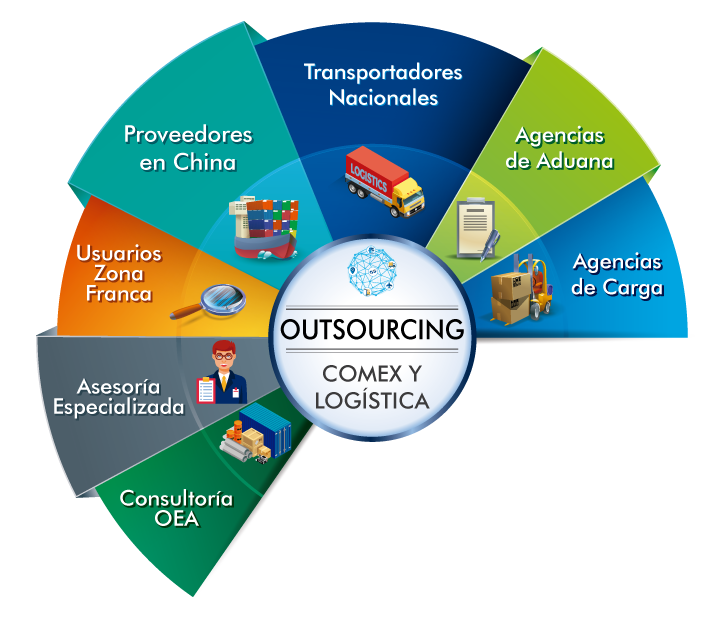 Transportadores
Nacionales
Proveedores
en China
Agencias
de Aduana
LOGISTICS
Usuarios
Zona
Franca
Agencias
de Carga
OUTSOURCING
COMEX Y
LOGÍSTICA
Asesoría
Especializada
Consultoría
OEA